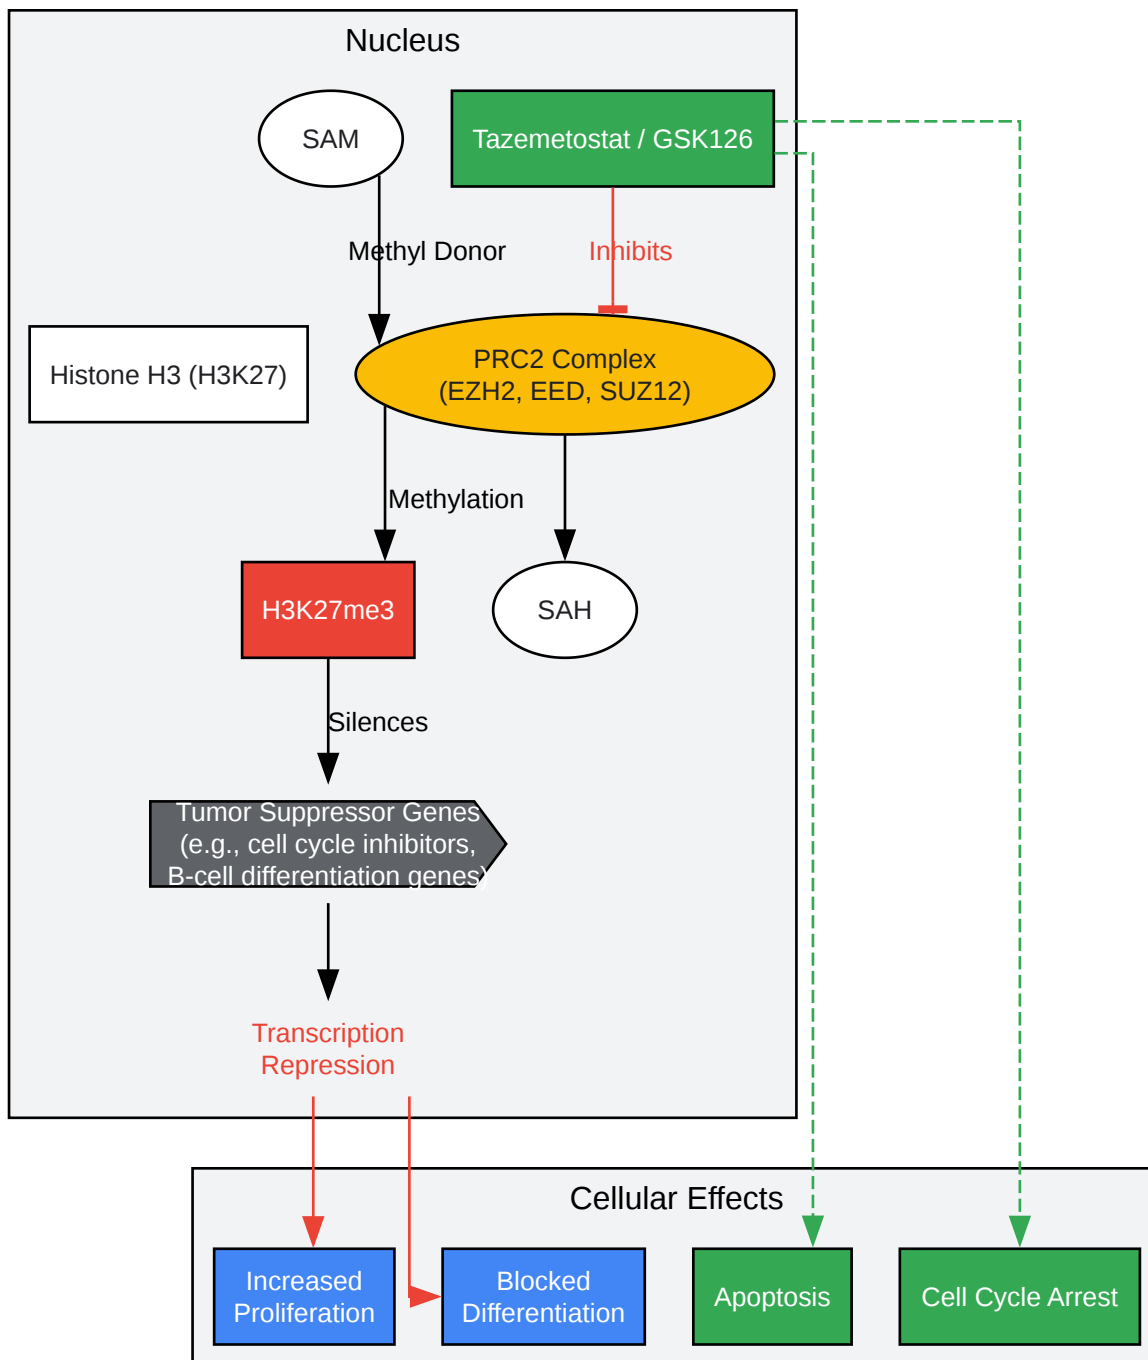 Nucleus
SAM
Tazemetostat / GSK126
Methyl Donor
Inhibits
Histone H3 (H3K27)
PRC2 Complex
(EZH2, EED, SUZ12)
Methylation
H3K27me3
SAH
Silences
Tumor Suppressor Genes
(e.g., cell cycle inhibitors,
B-cell differentiation genes)
Transcription
Repression
Cellular Effects
Increased
Proliferation
Blocked
Differentiation
Apoptosis
Cell Cycle Arrest